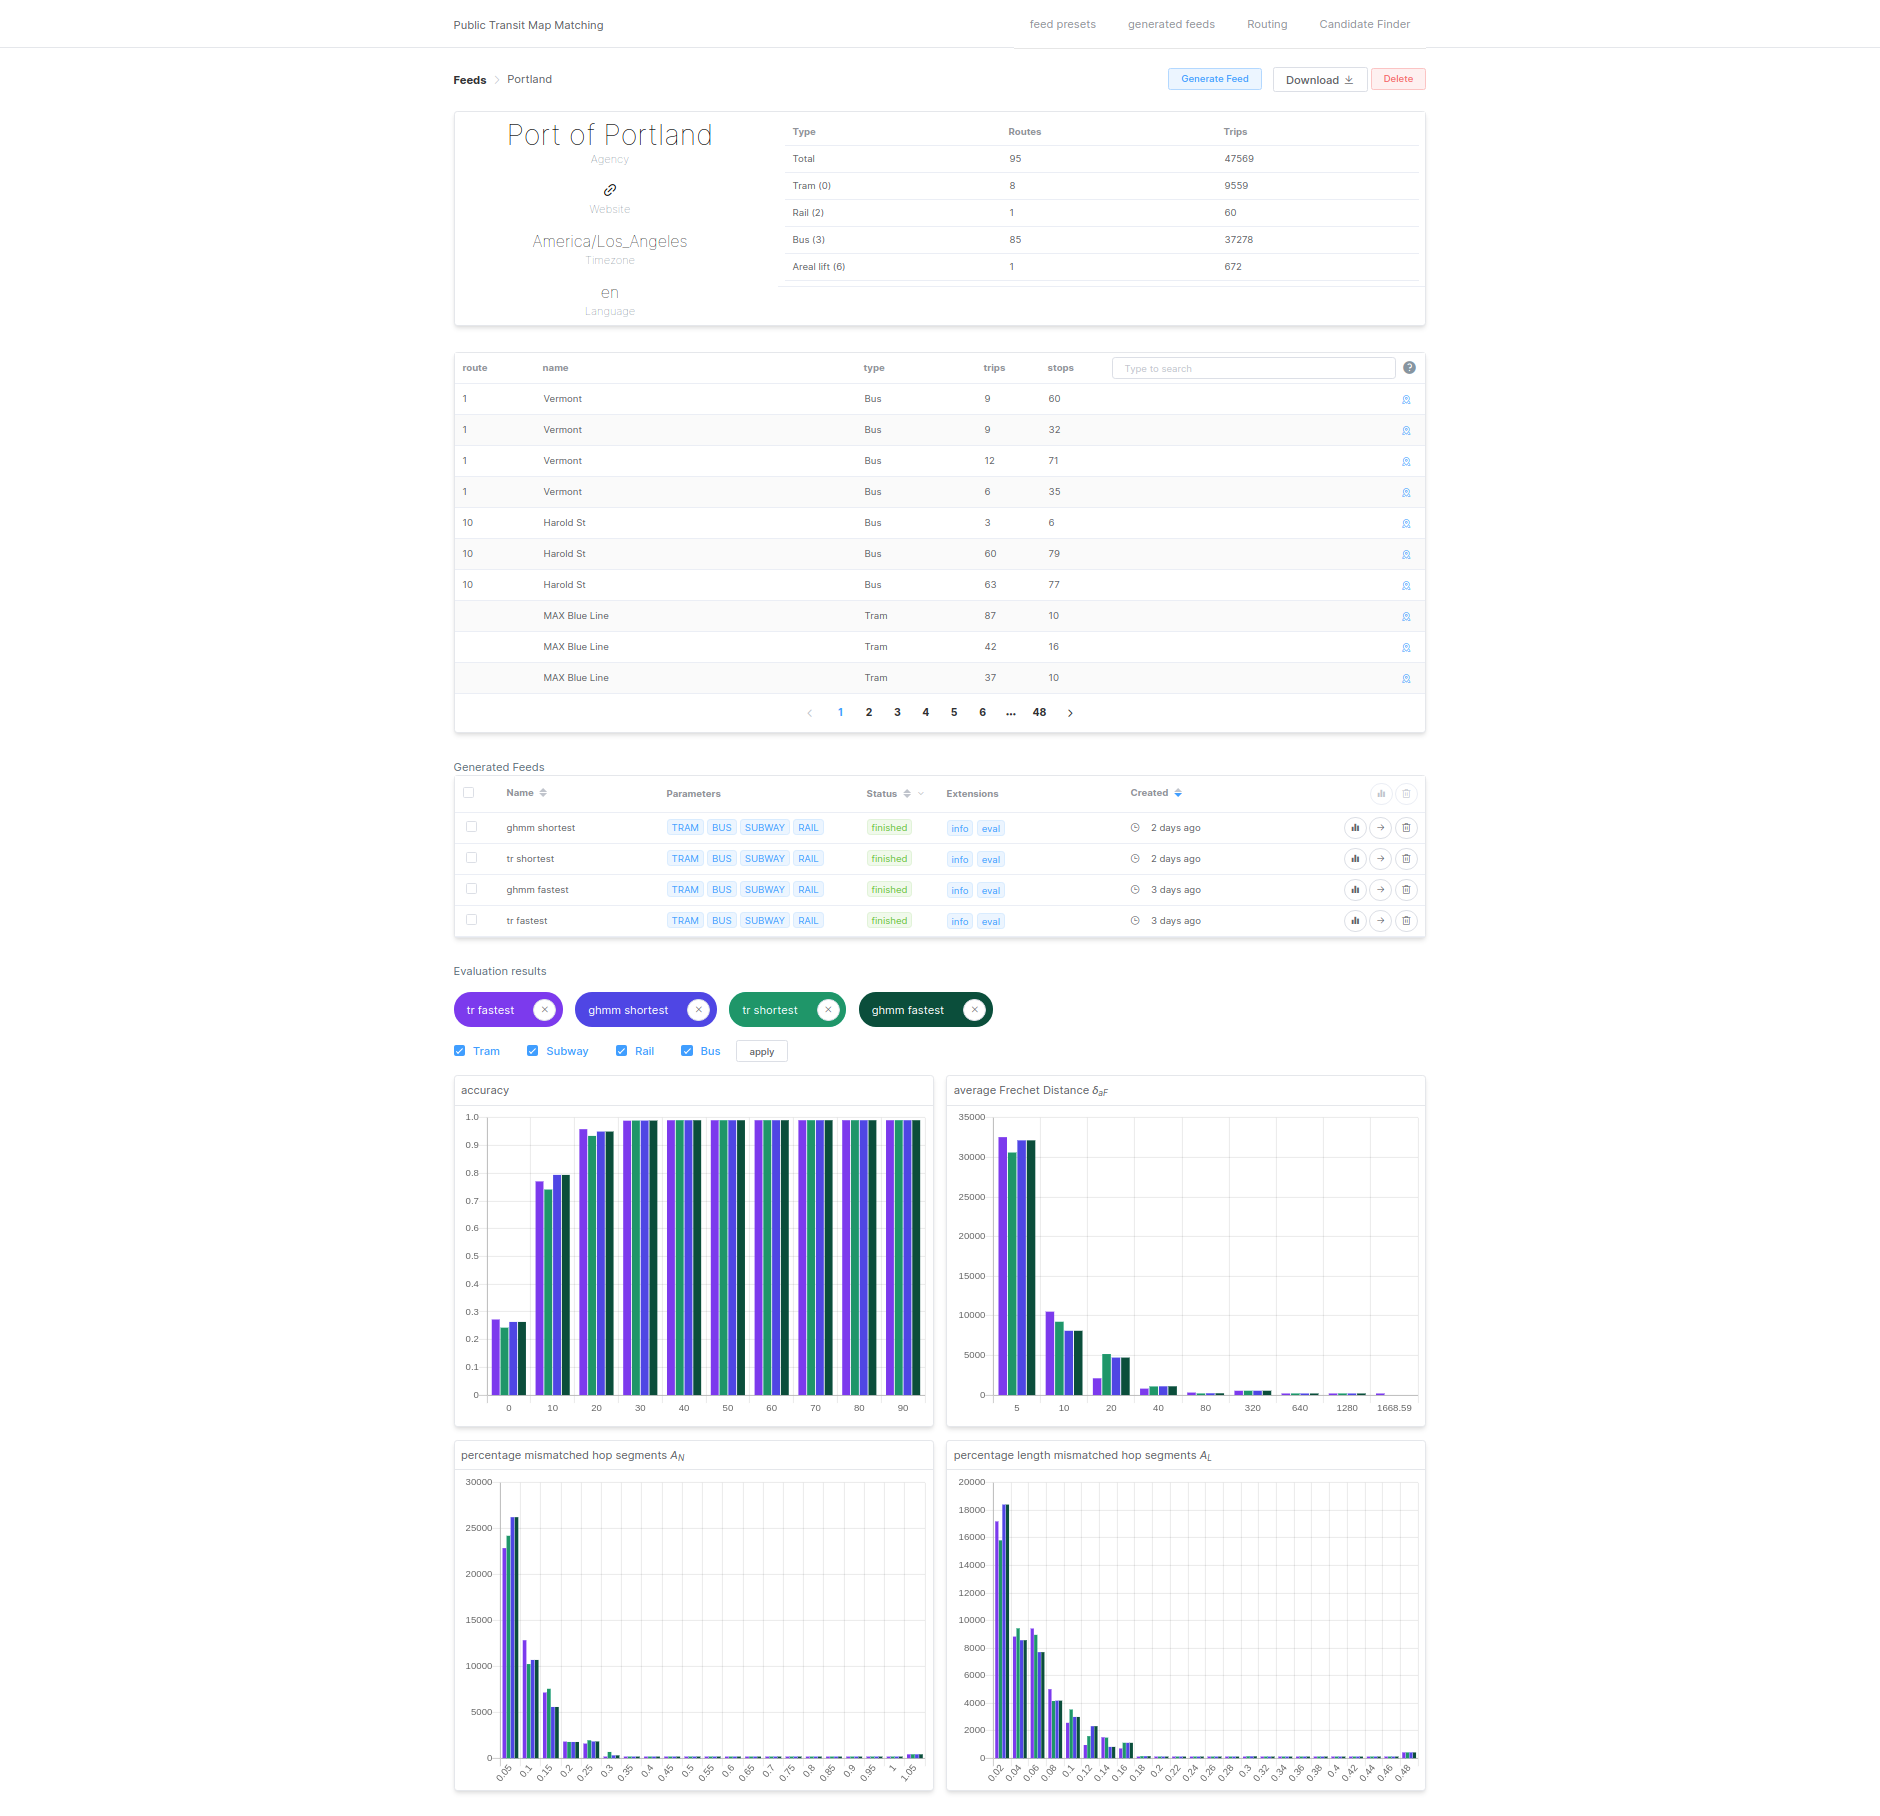 Public Transit Map Matching feed presets generated feeds Routing Candidate Finder
Feeds Portland Generate Feed Download Delete
Port of Portland
Agency
Website
America/Los_Angeles
Timezone
en
Language
Type Routes Trips
Total 95 47569
Tram (0) 8 9559
Rail (2) 1 60
Bus (3) 85 37278
Areal lift (6) 1 672
route name type trips stops Type to search ?
1 Vermont Bus 9 60
1 Vermont Bus 9 32
1 Vermont Bus 12 71
1 Vermont Bus 6 35
10 Harold St Bus 3 6
10 Harold St Bus 60 79
10 Harold St Bus 63 77
MAX Blue Line Tram 87 10
MAX Blue Line Tram 42 16
MAX Blue Line Tram 37 10
1 2 3 4 5 6 ... 48
Generated Feeds
Name Parameters Status Extensions Created
ghmm shortest TRAM BUS SUBWAY RAIL finished info eval 2 days ago
tr shortest TRAM BUS SUBWAY RAIL finished info eval 2 days ago
ghmm fastest TRAM BUS SUBWAY RAIL finished info eval 3 days ago
tr fastest TRAM BUS SUBWAY RAIL finished info eval 3 days ago
Evaluation results
tr fastest ghmm shortest tr shortest ghmm fastest
Tram Subway Rail Bus apply
accuracy
1.0
0.9
0.8
0.7
0.6
0.5
0.4
0.3
0.2
0.1
0
0 10 20 30 40 50 60 70 80 90
average Frechet Distance δaF
35000
30000
25000
20000
15000
10000
5000
0
5 10 20 40 80 320 640 1280 1668.59
percentage mismatched hop segments AN
30000
25000
20000
15000
10000
5000
0
0.05 0.1 0.15 0.2 0.25 0.3 0.35 0.4 0.45 0.5 0.55 0.6 0.65 0.7 0.75 0.8 0.85 0.9 0.95 1 1.05
percentage length mismatched hop segments AL
20000
18000
16000
14000
12000
10000
8000
6000
4000
2000
0
0.02 0.04 0.06 0.08 0.1 0.12 0.14 0.16 0.18 0.2 0.22 0.24 0.26 0.28 0.3 0.32 0.34 0.36 0.38 0.4 0.42 0.44 0.46 0.48